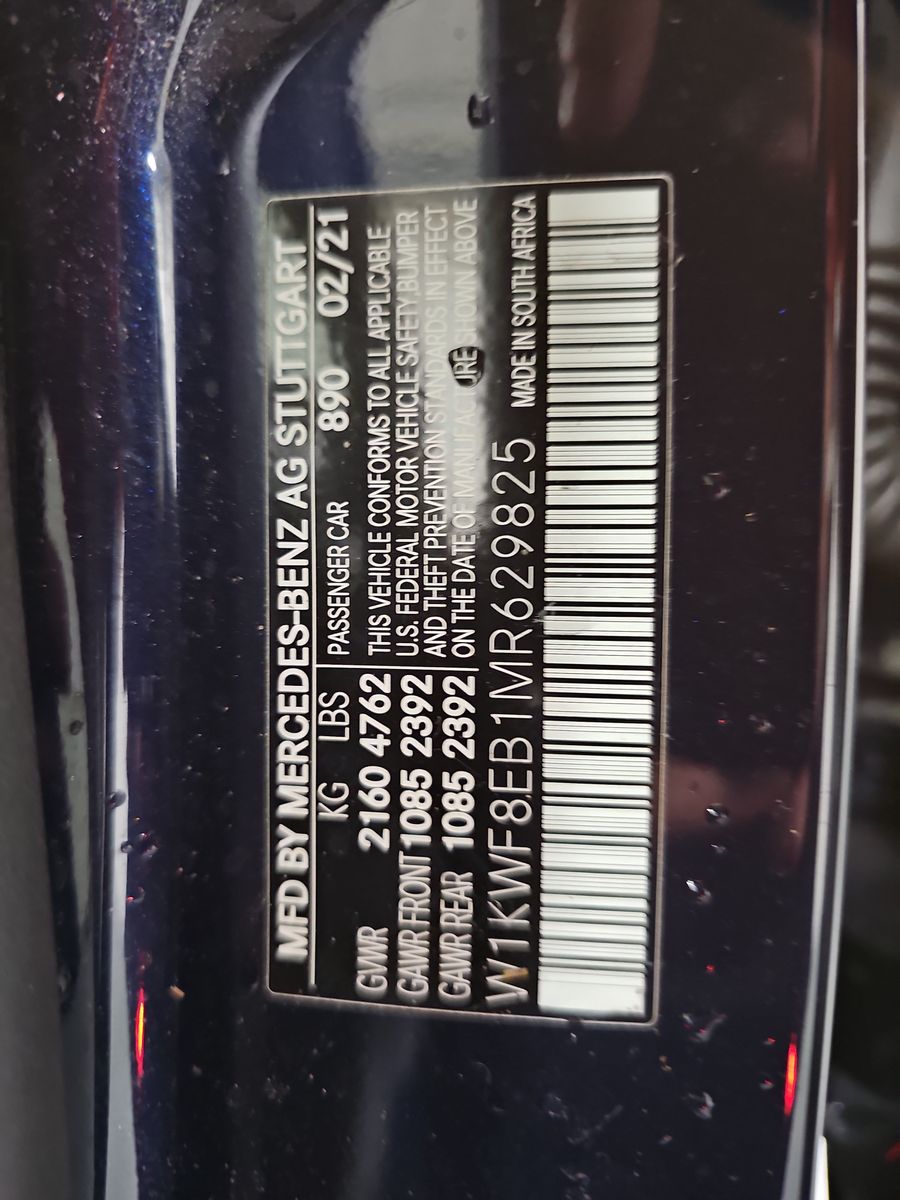 MFD BY MERCEDES-BENZ AG STUTTGART
KG LBS
GVWR 2160 4762
GAWR FRONT 1085 2392
GAWR REAR 1085 2392
PASSENGER CAR 890 02/21
THIS VEHICLE CONFORMS TO ALL APPLICABLE
U.S. FEDERAL MOTOR VEHICLE SAFETY BUMPER
AND THEFT PREVENTION STANDARDS IN EFFECT
ON THE DATE OF MANUFACTURE SHOWN ABOVE
W1KWF8EB1MR629825 MADE IN SOUTH AFRICA